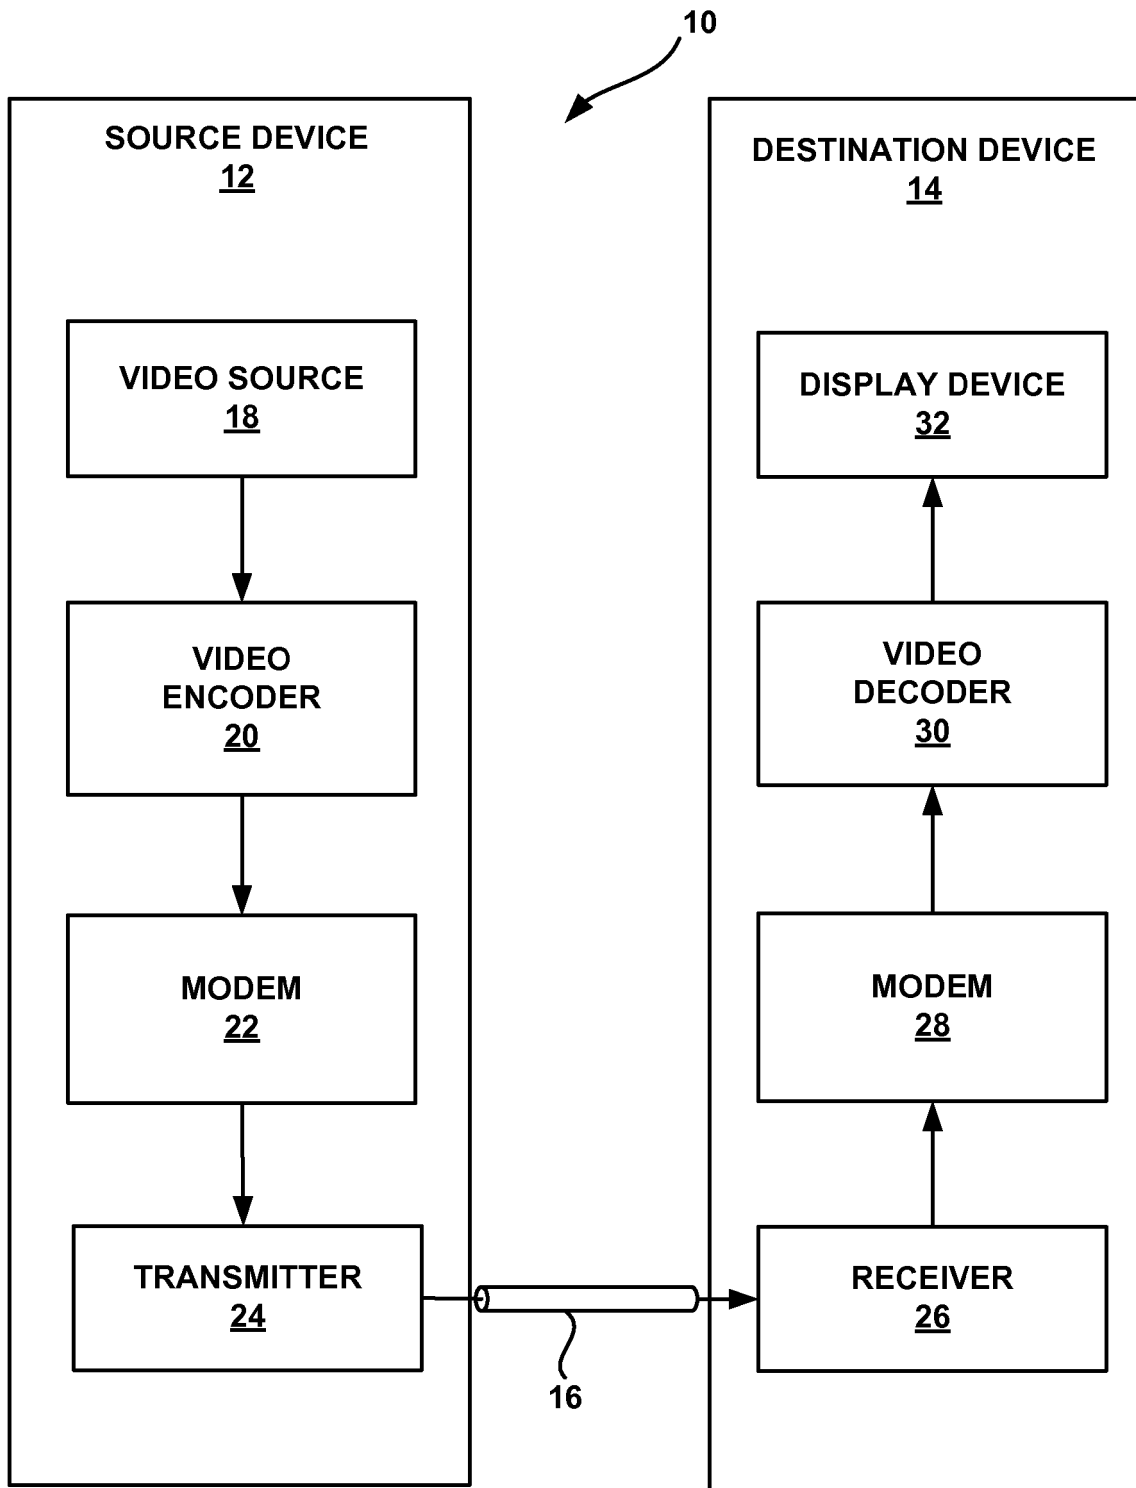 10
SOURCE DEVICE
12
VIDEO SOURCE
18
VIDEO
ENCODER
20
MODEM
22
TRANSMITTER
24
16
DESTINATION DEVICE
14
DISPLAY DEVICE
32
VIDEO
DECODER
30
MODEM
28
RECEIVER
26